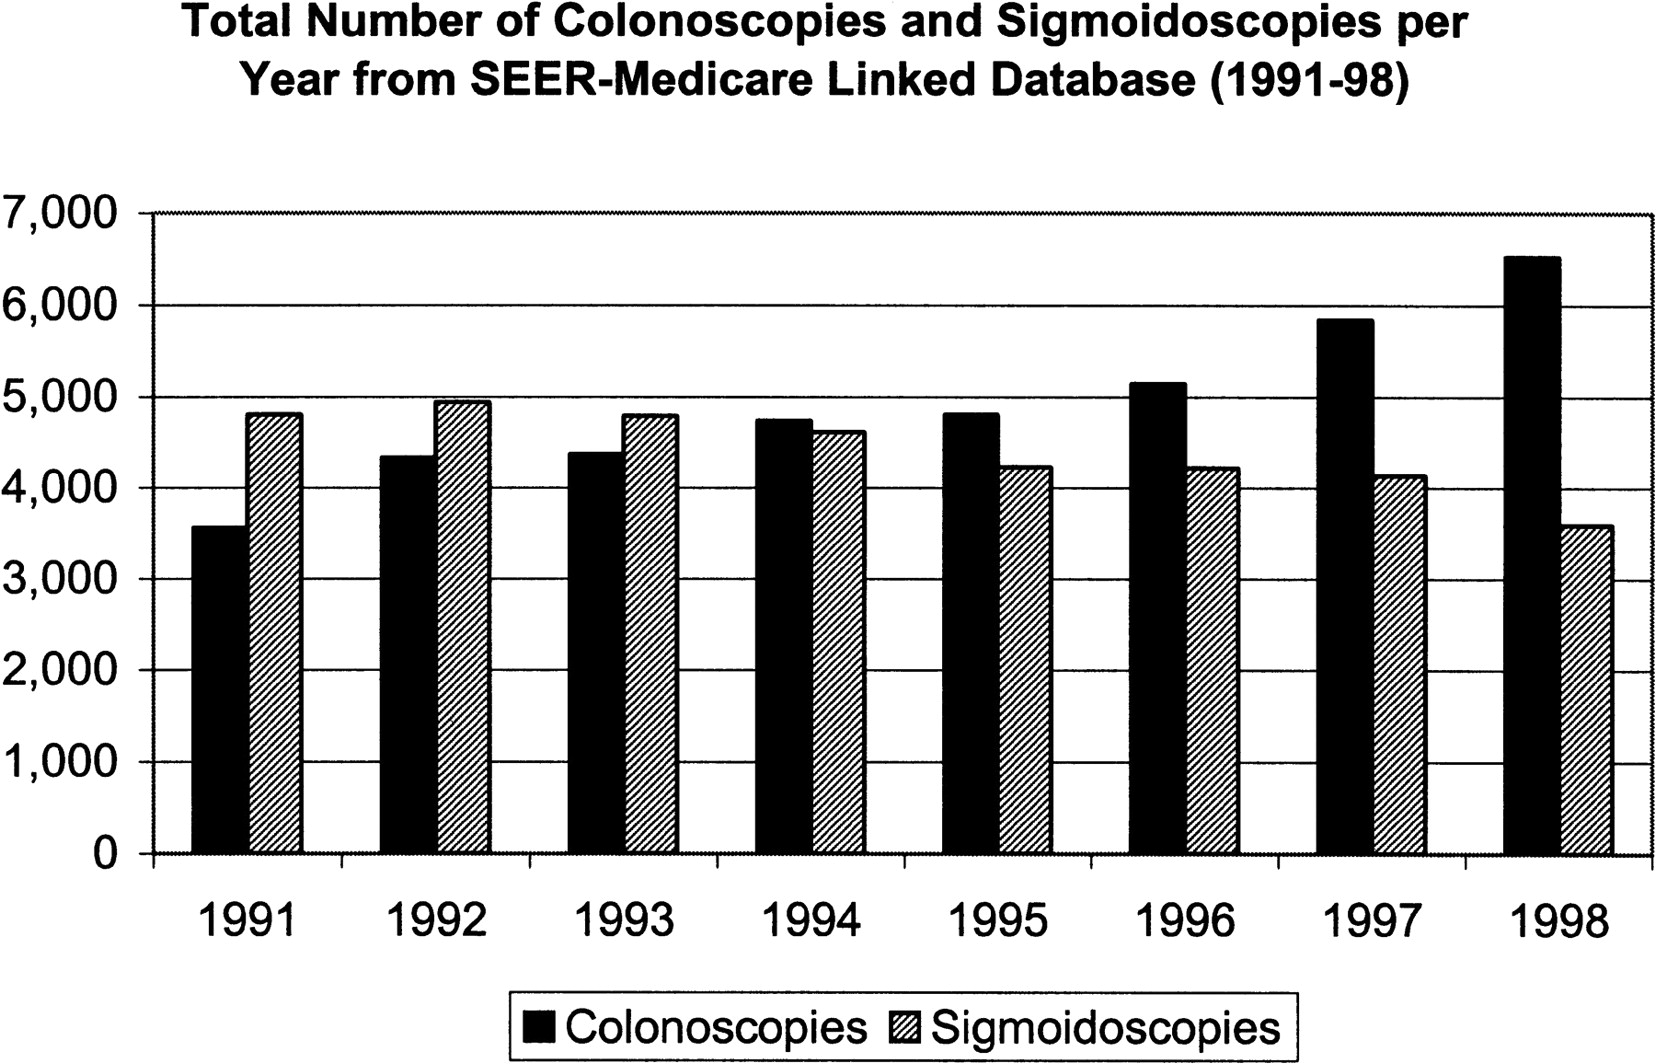 Total Number of Colonoscopies and Sigmoidoscopies per
Year from SEER-Medicare Linked Database (1991-98)
7,000
6,000
5,000
4,000
3,000
2,000
1,000
0
1991 1992 1993 1994 1995 1996 1997 1998
Colonoscopies Sigmoidoscopies